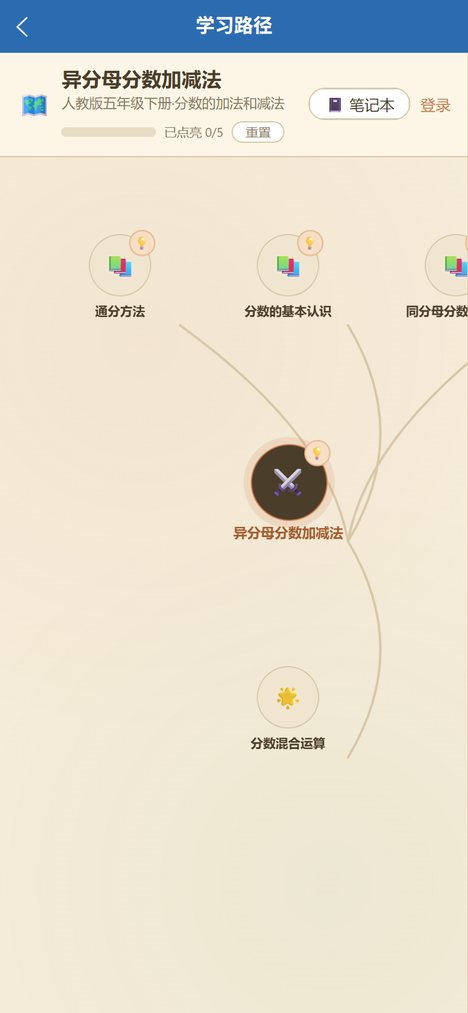 学习路径
异分母分数加减法
人教版五年级下册·分数的加法和减法
笔记本
登录
已点亮 0/5
重置
通分方法
分数的基本认识
同分母分数
异分母分数加减法
分数混合运算